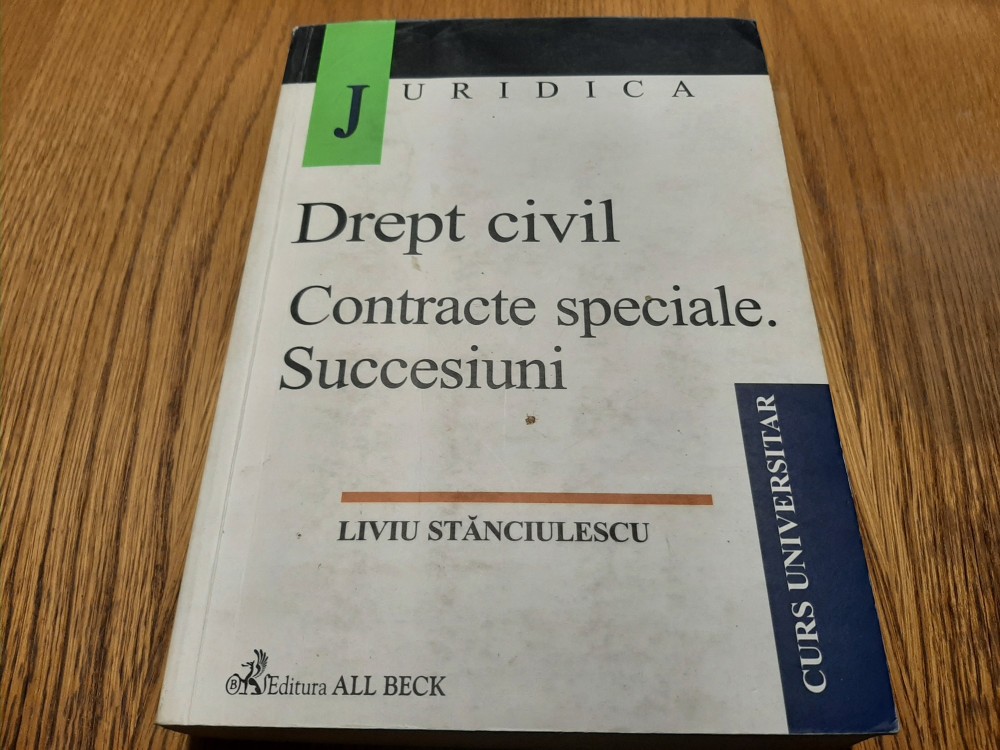 JURIDICA
Drept civil
Contracte speciale.
Succesiuni
LIVIU STĂNCIULESCU
CURS UNIVERSITAR
B
Editura ALL BECK